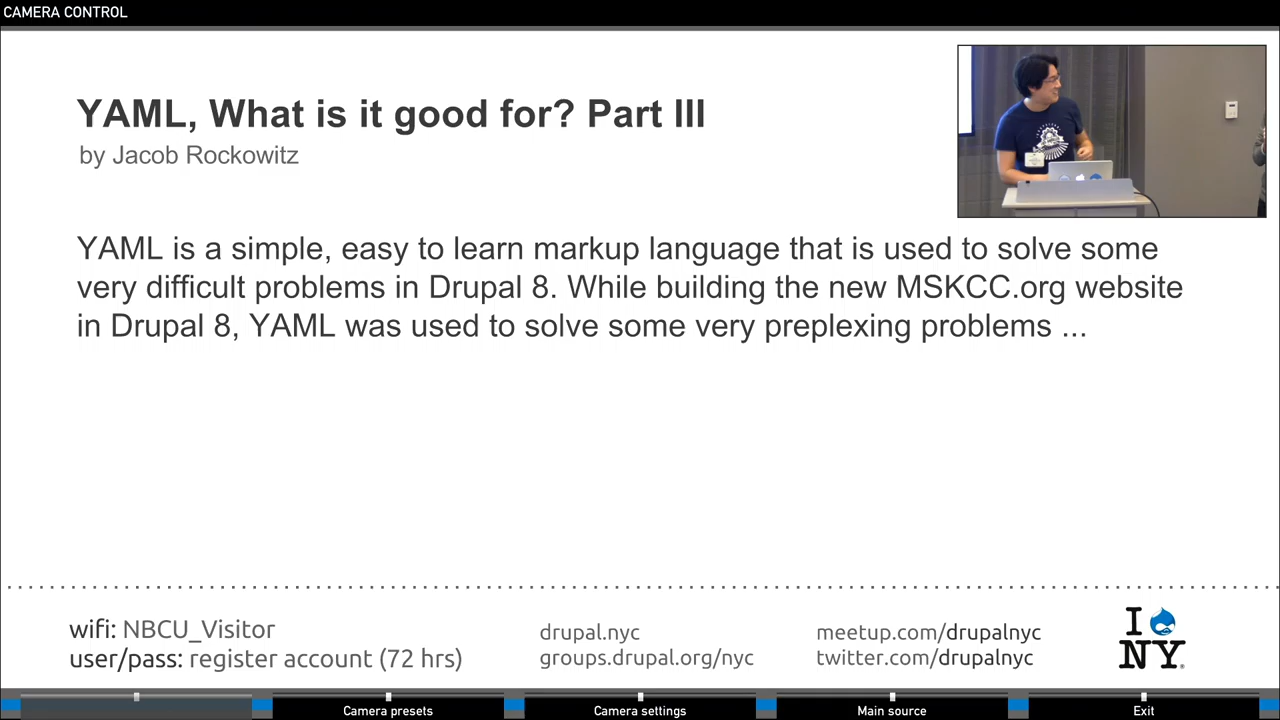 CAMERA CONTROL
YAML, What is it good for? Part III
by Jacob Rockowitz
YAML is a simple, easy to learn markup language that is used to solve some
very difficult problems in Drupal 8. While building the new MSKCC.org website
in Drupal 8, YAML was used to solve some very preplexing problems ...
wifi: NBCU_Visitor
user/pass: register account (72 hrs)
drupal.nyc
groups.drupal.org/nyc
meetup.com/drupalnyc
twitter.com/drupalnyc
I
NY
Camera presets
Camera settings
Main source
Exit